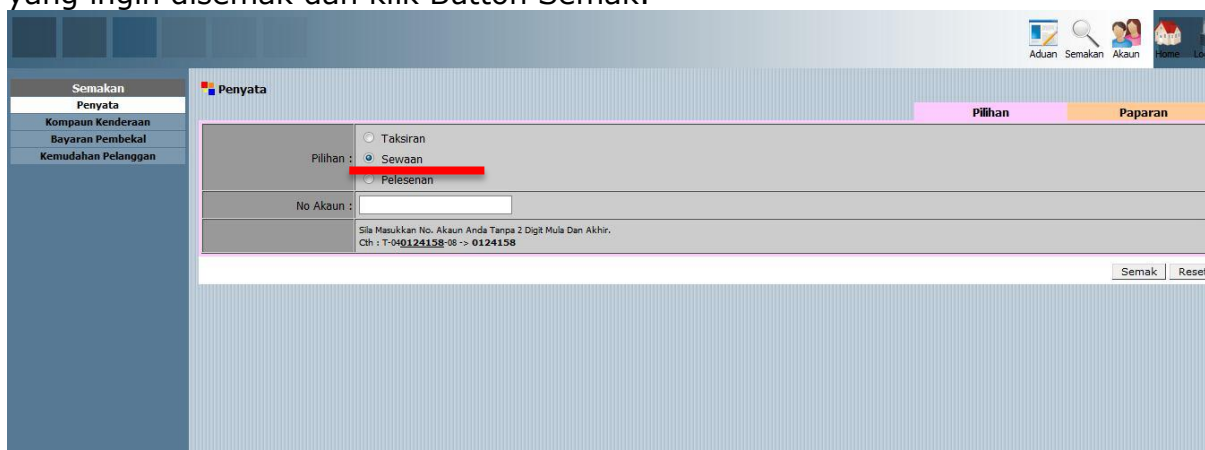 yang ingin disemak dan klik Button Semak.
Aduan Semakan Akaun Home
Semakan
Penyata
Kompaun Kenderaan
Bayaran Pembekal
Kemudahan Pelanggan
Penyata
Pilihan Paparan
Pilihan :
Taksiran
Sewaan
Pelesenan
No Akaun :
Sila Masukkan No. Akaun Anda Tanpa 2 Digit Mula Dan Akhir.
Cth : T-040124158-08 -> 0124158
Semak Reset